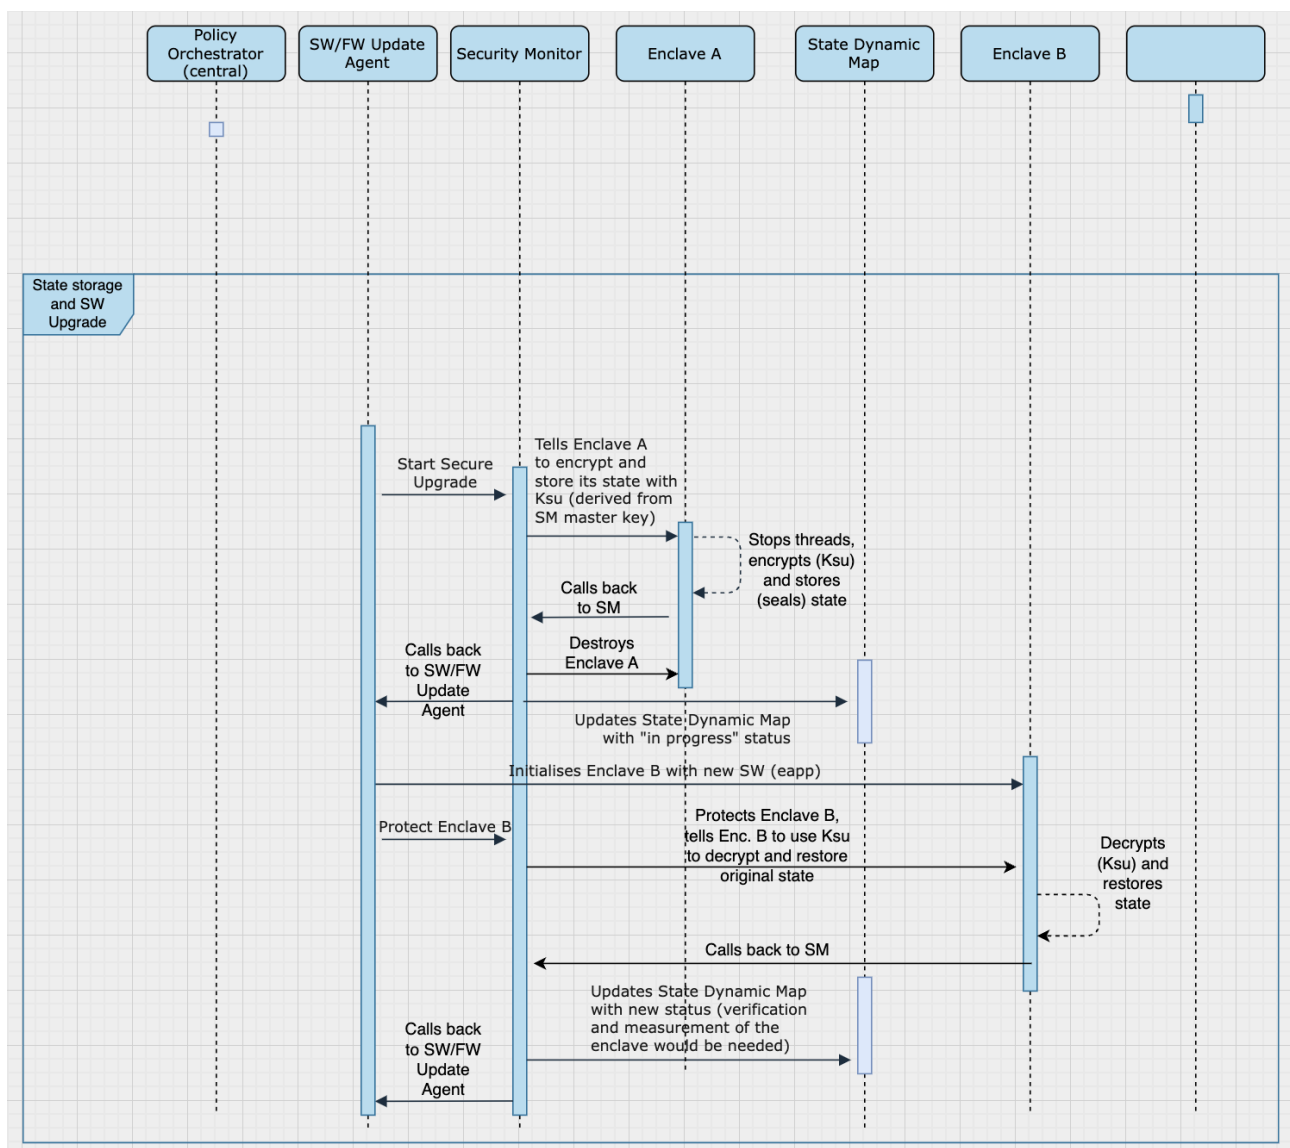 Policy
Orchestrator
(central)
SW/FW Update
Agent
Security Monitor
Enclave A
State Dynamic
Map
Enclave B
State storage
and SW
Upgrade
Start Secure
Upgrade
Tells Enclave A
to encrypt and
store its state with
Ksu (derived from
SM master key)
Stops threads,
encrypts (Ksu)
and stores
(seals) state
Calls back
to SM
Destroys
Enclave A
Calls back
to SW/FW
Update
Agent
Updates State Dynamic Map
with "in progress" status
Initialises Enclave B with new SW (eapp)
Protect Enclave B
Protects Enclave B,
tells Enc. B to use Ksu
to decrypt and restore
original state
Decrypts
(Ksu) and
restores
state
Calls back to SM
Updates State Dynamic Map
with new status (verification
and measurement of the
enclave would be needed)
Calls back
to SW/FW
Update
Agent